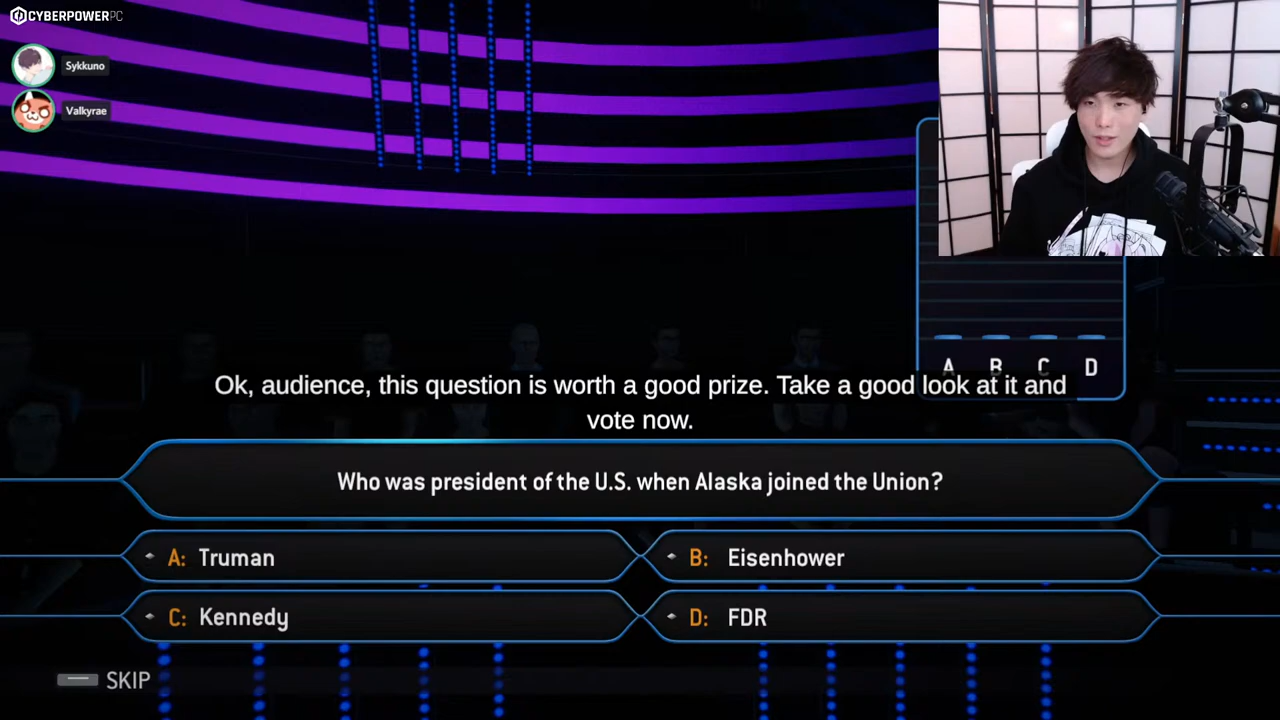 CYBERPOWERPC
Sykkuno
Valkyrae
A B C D
Ok, audience, this question is worth a good prize. Take a good look at it and
vote now.
Who was president of the U.S. when Alaska joined the Union?
A: Truman
B: Eisenhower
C: Kennedy
D: FDR
SKIP